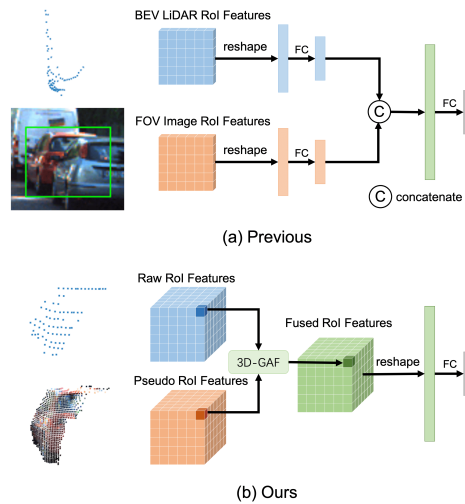 BEV LiDAR RoI Features
reshape
FC
FOV Image RoI Features
reshape
FC
C
FC
C concatenate
(a) Previous
Raw RoI Features
Fused RoI Features
3D-GAF
reshape
FC
Pseudo RoI Features
(b) Ours